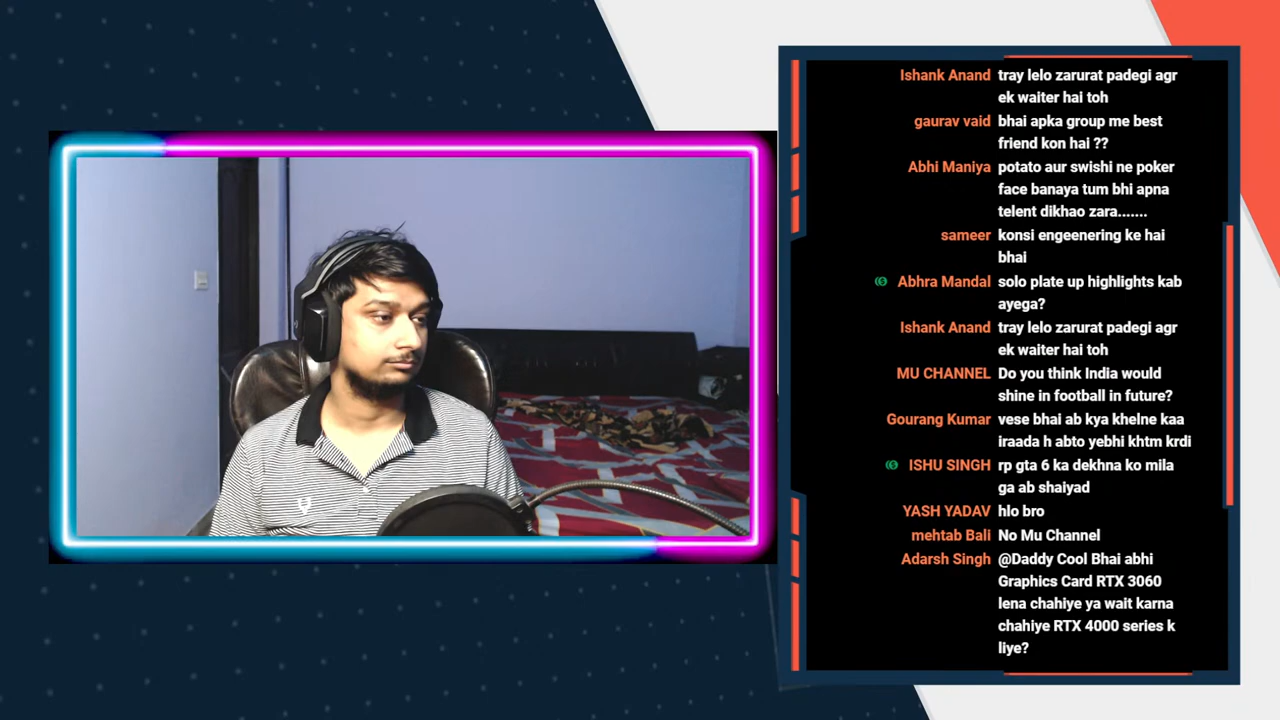 Ishank Anand tray lelo zarurat padegi agr
ek waiter hai toh
gaurav vaid bhai apka group me best
friend kon hai ??
Abhi Maniya potato aur swishi ne poker
face banaya tum bhi apna
telent dikhao zara.......
sameer konsi engeenering ke hai
bhai
Abhra Mandal solo plate up highlights kab
ayega?
Ishank Anand tray lelo zarurat padegi agr
ek waiter hai toh
MU CHANNEL Do you think India would
shine in football in future?
Gourang Kumar vese bhai ab kya khelne kaa
iraada h abto yebhi khtm krdi
ISHU SINGH rp gta 6 ka dekhna ko mila
ga ab shaiyad
YASH YADAV hlo bro
mehtab Bali No Mu Channel
Adarsh Singh @Daddy Cool Bhai abhi
Graphics Card RTX 3060
lena chahiye ya wait karna
chahiye RTX 4000 series k
liye?